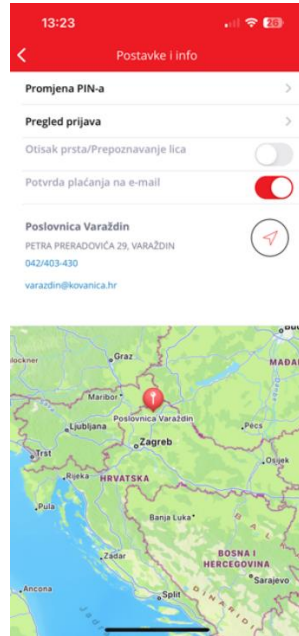 13:23
26
Postavke i info
Promjena PIN-a
Pregled prijava
Otisak prsta/Prepoznavanje lica
Potvrda plaćanja na e-mail
Poslovnica Varaždin
PETRA PRERADOVIĆA 29, VARAŽDIN
042/403-430
varazdin@kovanica.hr
Graz
MAĐA
Maribor
Poslovnica Varaždin
Ljubljana
Pécs
Zagreb
Trst
Osijek
Rijeka
HRVATSKA
Pula
Banja Luka
Zadar
BOSNA I
HERCEGOVINA
Ancona
Sarajevo
Split
DINARIDI